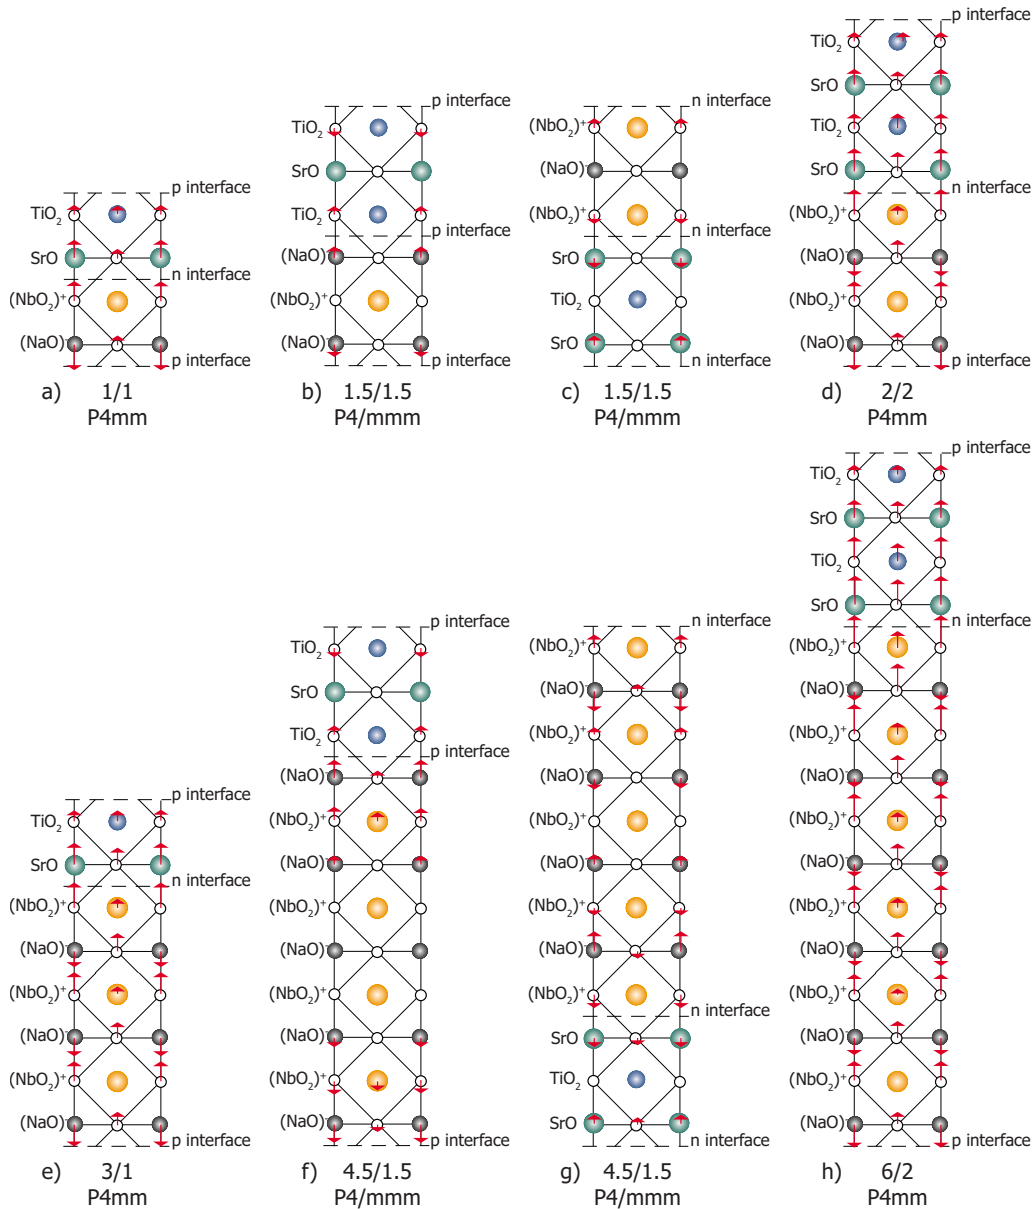 p interface
TiO2
SrO
n interface
(NbO2)+
(NaO)-
p interface
a) 1/1
P4mm
p interface
TiO2
SrO
TiO2
p interface
(NaO)-
(NbO2)+
(NaO)-
p interface
b) 1.5/1.5
P4/mmm
n interface
(NbO2)+
(NaO)-
(NbO2)+
SrO
TiO2
SrO
n interface
c) 1.5/1.5
P4/mmm
p interface
TiO2
SrO
TiO2
SrO
n interface
(NbO2)+
(NaO)-
(NbO2)+
(NaO)-
p interface
d) 2/2
P4mm
p interface
TiO2
SrO
n interface
(NbO2)+
(NaO)-
(NbO2)+
(NaO)-
(NbO2)+
(NaO)-
p interface
e) 3/1
P4mm
p interface
TiO2
SrO
TiO2
p interface
(NaO)-
(NbO2)+
(NaO)-
(NbO2)+
(NaO)-
(NbO2)+
(NaO)-
(NbO2)+
(NaO)-
p interface
f) 4.5/1.5
P4/mmm
n interface
(NbO2)+
(NaO)-
(NbO2)+
(NaO)-
(NbO2)+
(NaO)-
(NbO2)+
(NaO)-
(NbO2)+
n interface
SrO
TiO2
SrO
n interface
g) 4.5/1.5
P4/mmm
p interface
TiO2
SrO
TiO2
SrO
n interface
(NbO2)+
(NaO)-
(NbO2)+
(NaO)-
(NbO2)+
(NaO)-
(NbO2)+
(NaO)-
(NbO2)+
(NaO)-
(NbO2)+
(NaO)-
p interface
h) 6/2
P4mm